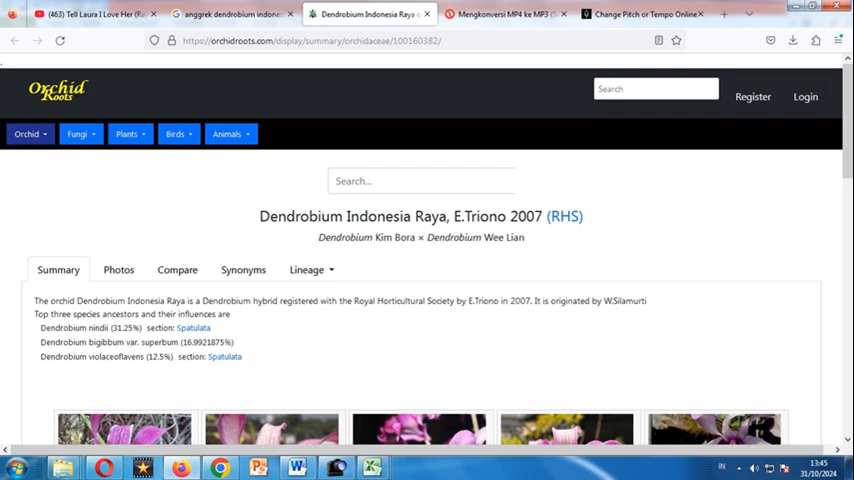 (463) Tell Laura I Love Her (Ray
anggrek dendrobium indones
Dendrobium Indonesia Raya
Mengkonversi MP4 ke MP3 (S
Change Pitch or Tempo Online
https://orchidroots.com/display/summary/orchidaceae/100160382/
Orchid
Roots
Search
Register
Login
Orchid
Fungi
Plants
Birds
Animals
Search...
Dendrobium Indonesia Raya, E.Triono 2007 (RHS)
Dendrobium Kim Bora × Dendrobium Wee Lian
Summary
Photos
Compare
Synonyms
Lineage
The orchid Dendrobium Indonesia Raya is a Dendrobium hybrid registered with the Royal Horticultural Society by E.Triono in 2007. It is originated by W.Silamurti
Top three species ancestors and their influences are
Dendrobium nindii (31.25%) section: Spatulata
Dendrobium bigibbum var. superbum (16.9921875%)
Dendrobium violaceoflavens (12.5%) section: Spatulata
IN
13:45
31/10/2024